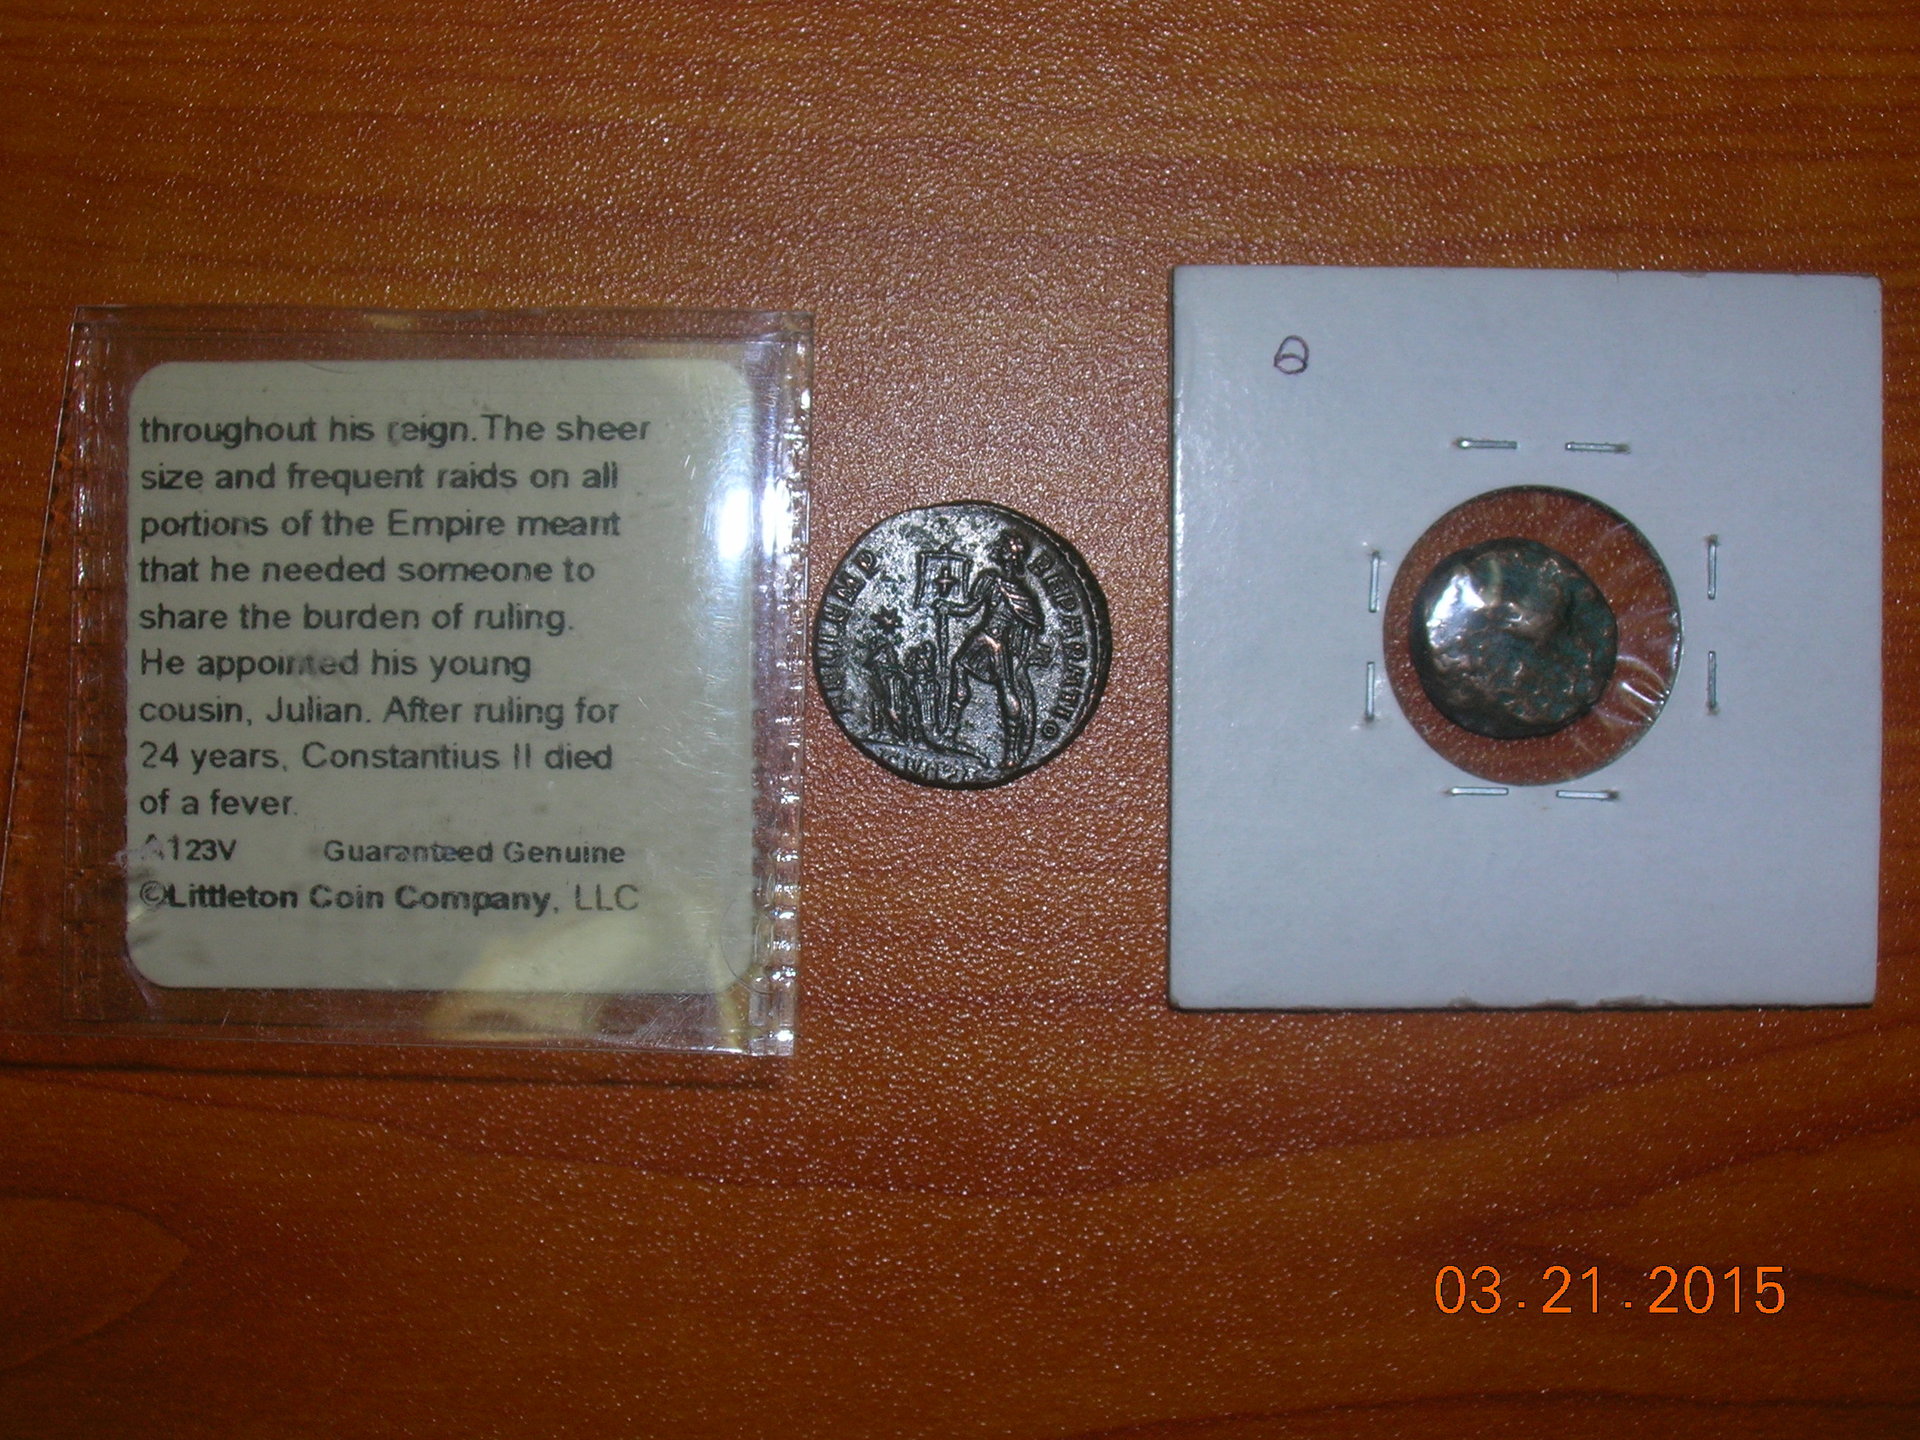 throughout his reign. The sheer
size and frequent raids on all
portions of the Empire meant
that he needed someone to
share the burden of ruling.
He appointed his young
cousin, Julian. After ruling for
24 years, Constantius II died
of a fever.
A123V Guaranteed Genuine
©Littleton Coin Company, LLC
03.21.2015